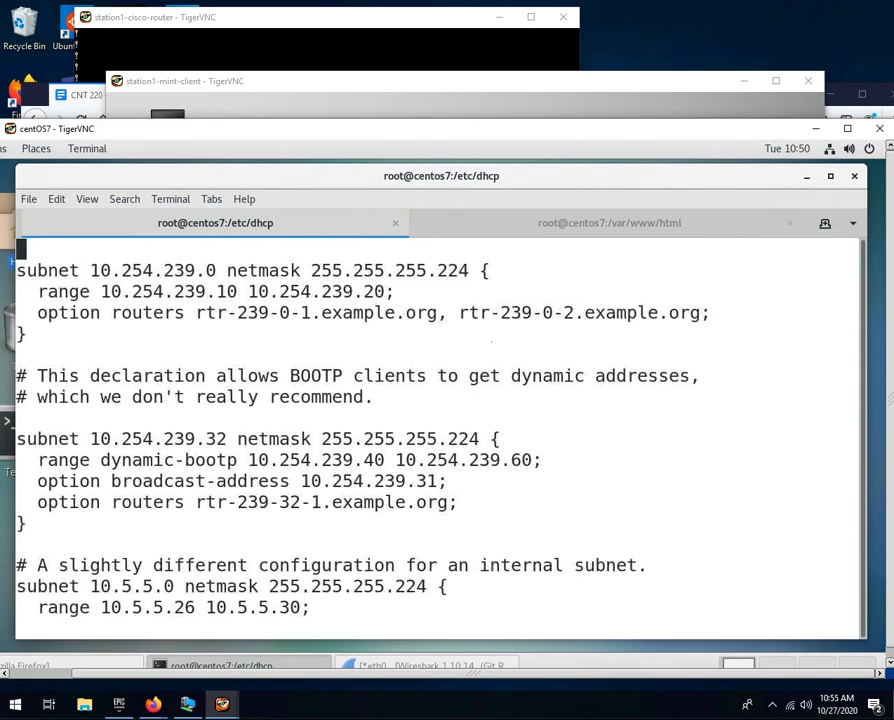 station1-cisco-router - TigerVNC
Recycle Bin
station1-mint-client - TigerVNC
CNT 220
centOS7 - TigerVNC
Places Terminal Tue 10:50
root@centos7:/etc/dhcp
File Edit View Search Terminal Tabs Help
root@centos7:/etc/dhcp root@centos7:/var/www/html
subnet 10.254.239.0 netmask 255.255.255.224 {
range 10.254.239.10 10.254.239.20;
option routers rtr-239-0-1.example.org, rtr-239-0-2.example.org;
}
# This declaration allows BOOTP clients to get dynamic addresses,
# which we don't really recommend.
subnet 10.254.239.32 netmask 255.255.255.224 {
range dynamic-bootp 10.254.239.40 10.254.239.60;
option broadcast-address 10.254.239.31;
option routers rtr-239-32-1.example.org;
}
# A slightly different configuration for an internal subnet.
subnet 10.5.5.0 netmask 255.255.255.224 {
range 10.5.5.26 10.5.5.30;
root@centos7:/etc/dhcp [*eth0 [Wireshark 1.10.14 (Git R
EPIC
10:55 AM
10/27/2020
2